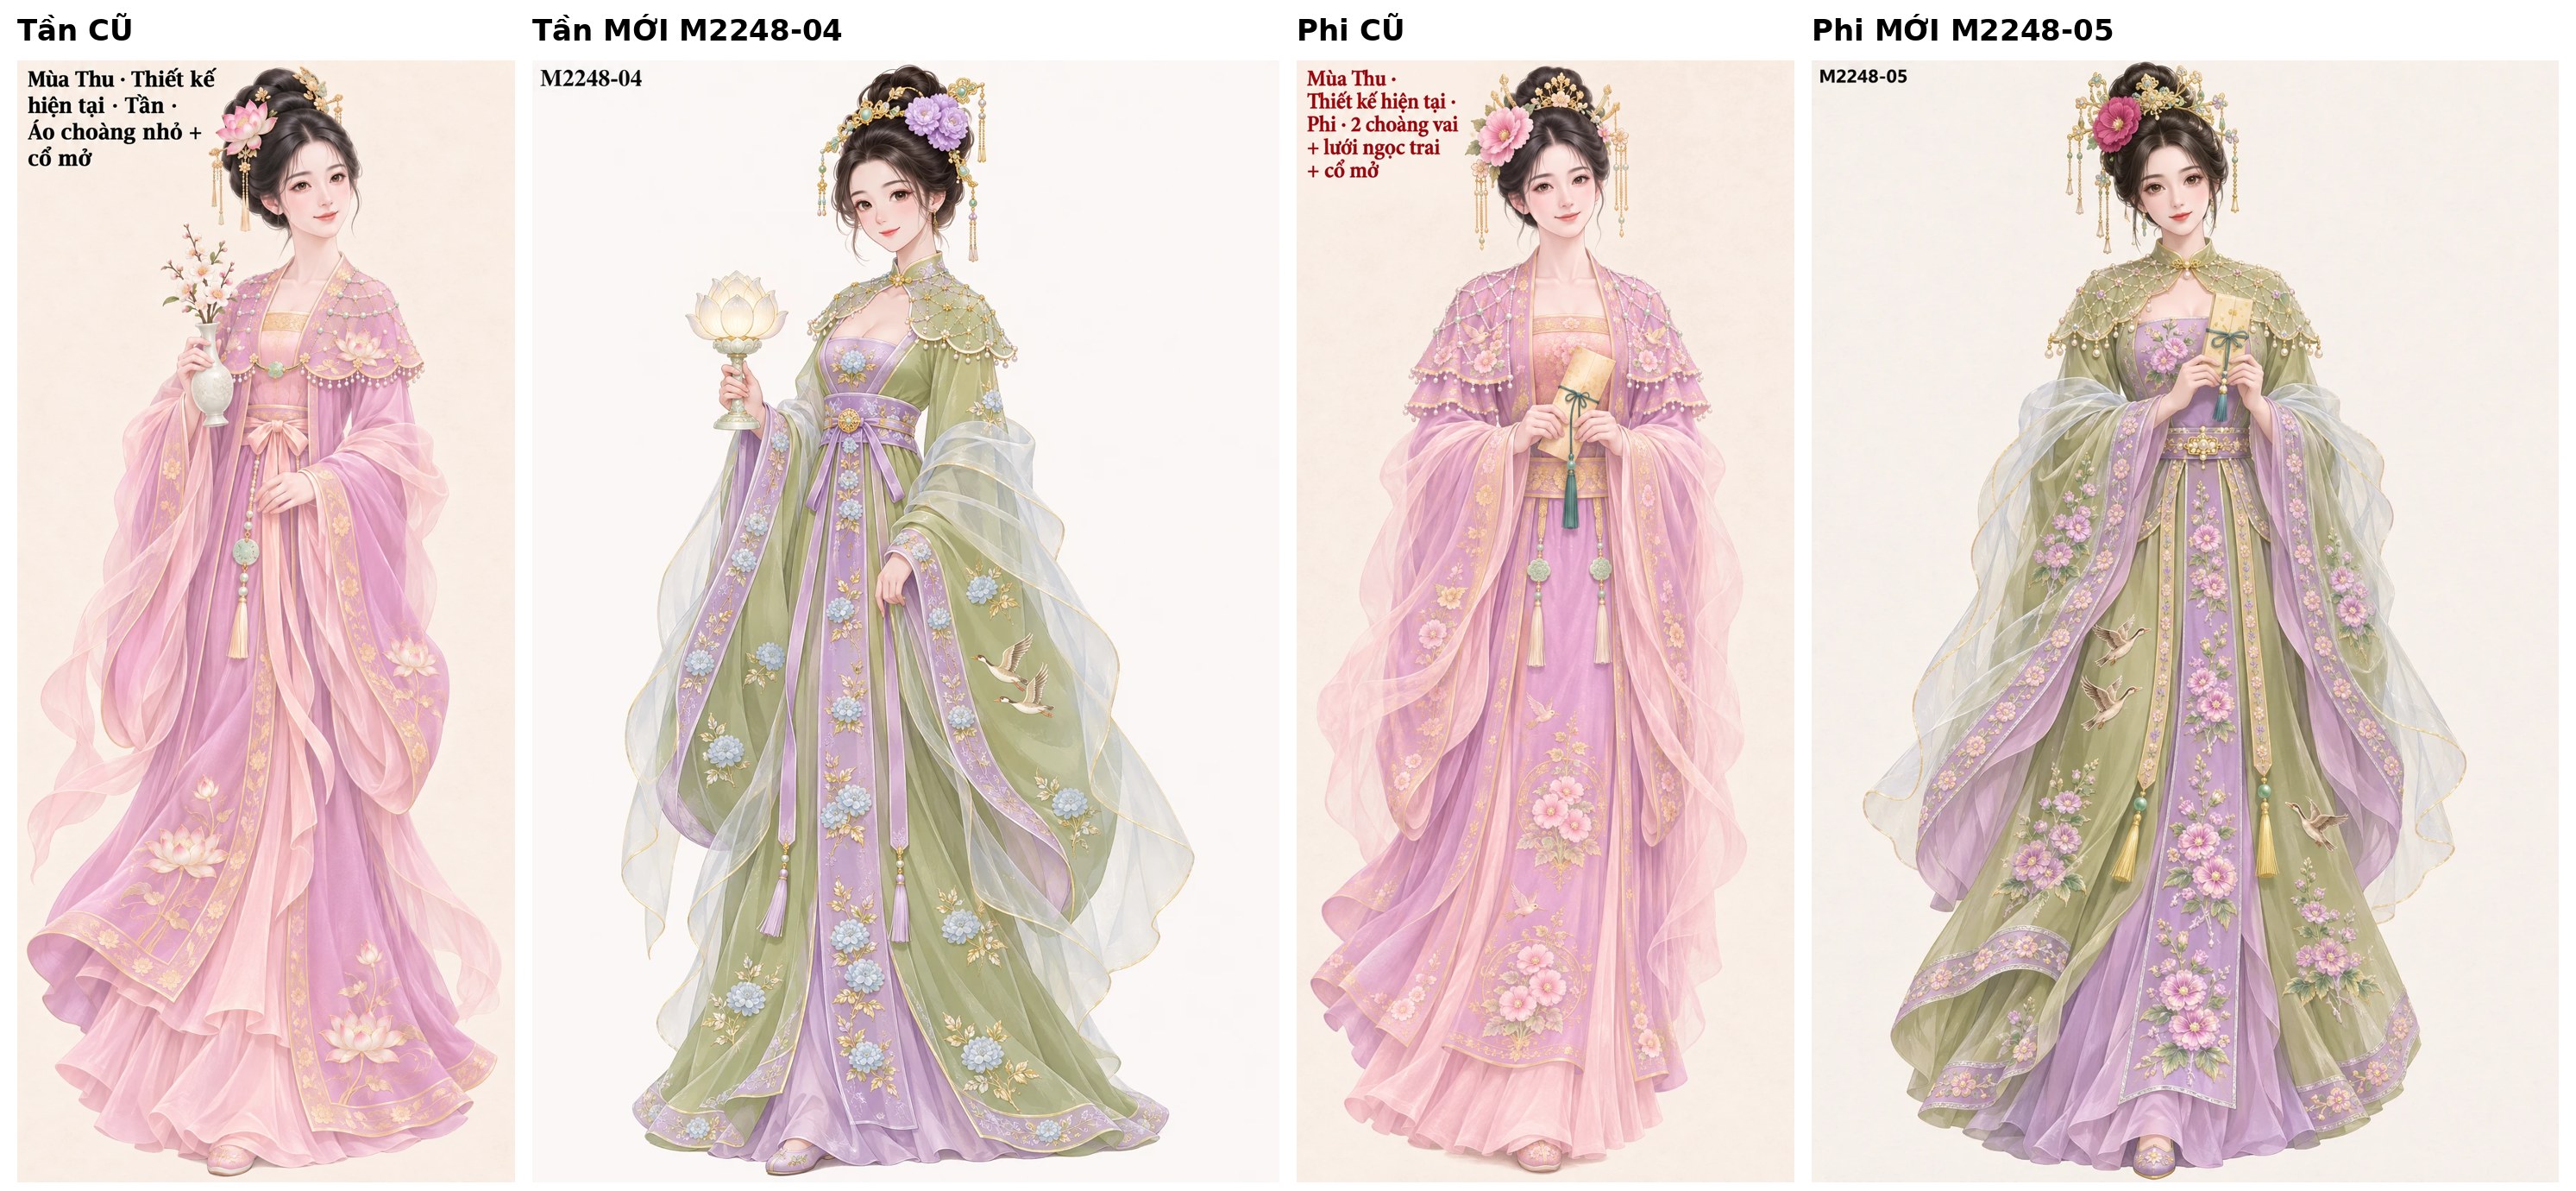 Tần CŨ
Mùa Thu · Thiết kế
hiện tại · Tần ·
Áo choàng nhỏ +
cổ mở
Tần MỚI M2248-04
M2248-04
Phi CŨ
Mùa Thu ·
Thiết kế hiện tại ·
Phi · 2 choàng vai
+ lưới ngọc trai
+ cổ mở
Phi MỚI M2248-05
M2248-05